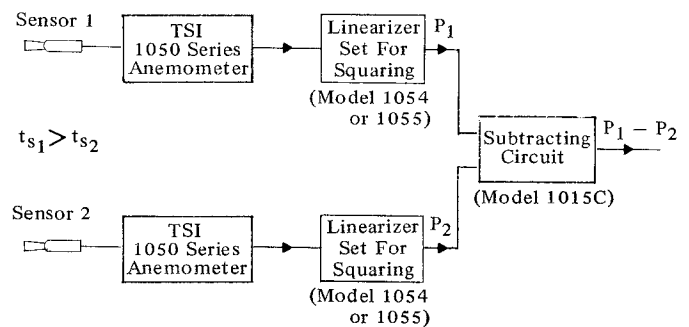 Sensor 1
TSI
1050 Series
Anemometer
Linearizer
Set For
Squaring
(Model 1054
or 1055)
P₁
tₛ₁ > tₛ₂
Subtracting
Circuit
(Model 1015C)
P₁ − P₂
Sensor 2
TSI
1050 Series
Anemometer
Linearizer
Set For
Squaring
(Model 1054
or 1055)
P₂